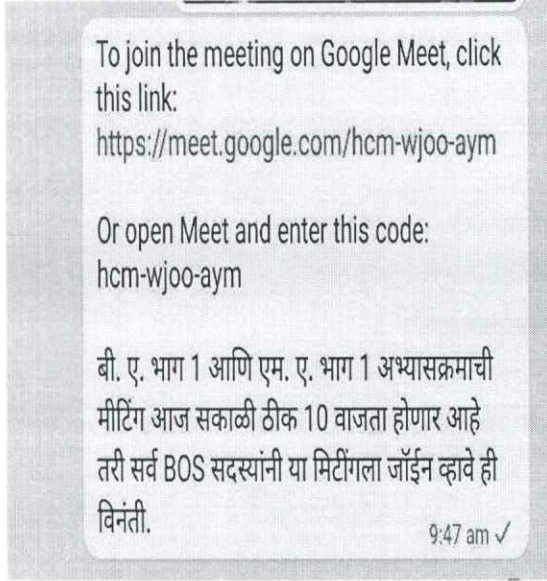 To join the meeting on Google Meet, click
this link:
https://meet.google.com/hcm-wjoo-aym
Or open Meet and enter this code:
hcm-wjoo-aym
बी. ए. भाग 1 आणि एम. ए. भाग 1 अभ्यासक्रमाची
मीटिंग आज सकाळी ठीक 10 वाजता होणार आहे
तरी सर्व BOS सदस्यांनी या मिटींगला जॉईन व्हावे ही
विनंती.
9:47 am ✓